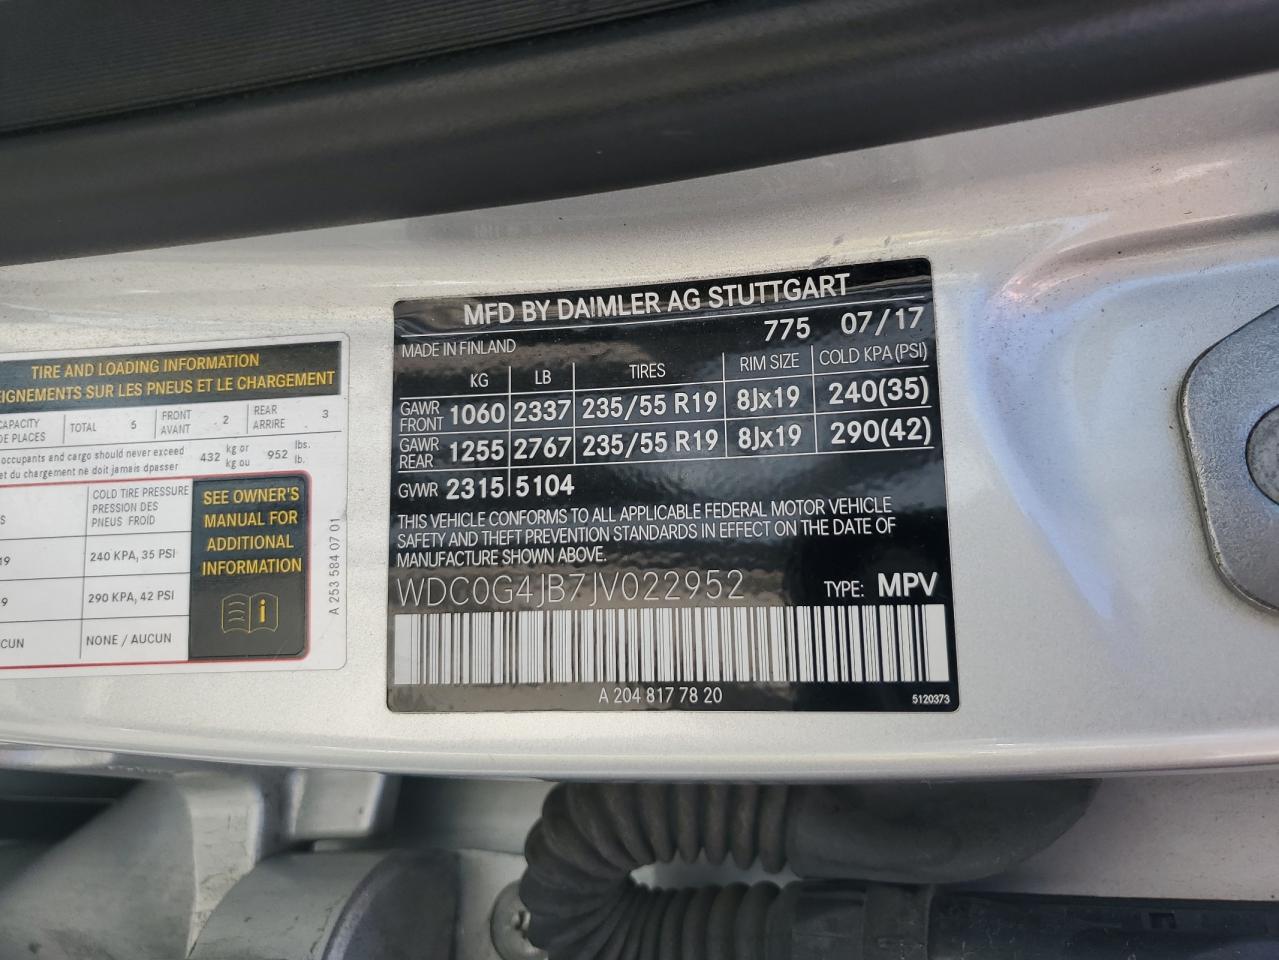 TIRE AND LOADING INFORMATION
EIGNEMENTS SUR LES PNEUS ET LE CHARGEMENT
CAPACITY TOTAL 5 FRONT 2 REAR 3
DE PLACES AVANT ARRIÈRE
occupants and cargo should never exceed 432 kg or 952 lbs.
et du chargement ne doit jamais dépasser kg ou lb.
COLD TIRE PRESSURE
PRESSION DES
PNEUS FROID
19 240 KPA, 35 PSI
9 290 KPA, 42 PSI
CUN NONE / AUCUN
SEE OWNER'S
MANUAL FOR
ADDITIONAL
INFORMATION
A 253 584 07 01
MFD BY DAIMLER AG STUTTGART
775 07/17
MADE IN FINLAND
KG LB TIRES RIM SIZE COLD KPA(PSI)
GAWR FRONT 1060 2337 235/55 R19 8Jx19 240(35)
GAWR REAR 1255 2767 235/55 R19 8Jx19 290(42)
GVWR 2315 5104
THIS VEHICLE CONFORMS TO ALL APPLICABLE FEDERAL MOTOR VEHICLE
SAFETY AND THEFT PREVENTION STANDARDS IN EFFECT ON THE DATE OF
MANUFACTURE SHOWN ABOVE.
WDC0G4JB7JV022952 TYPE: MPV
A 204 817 78 20
5120373